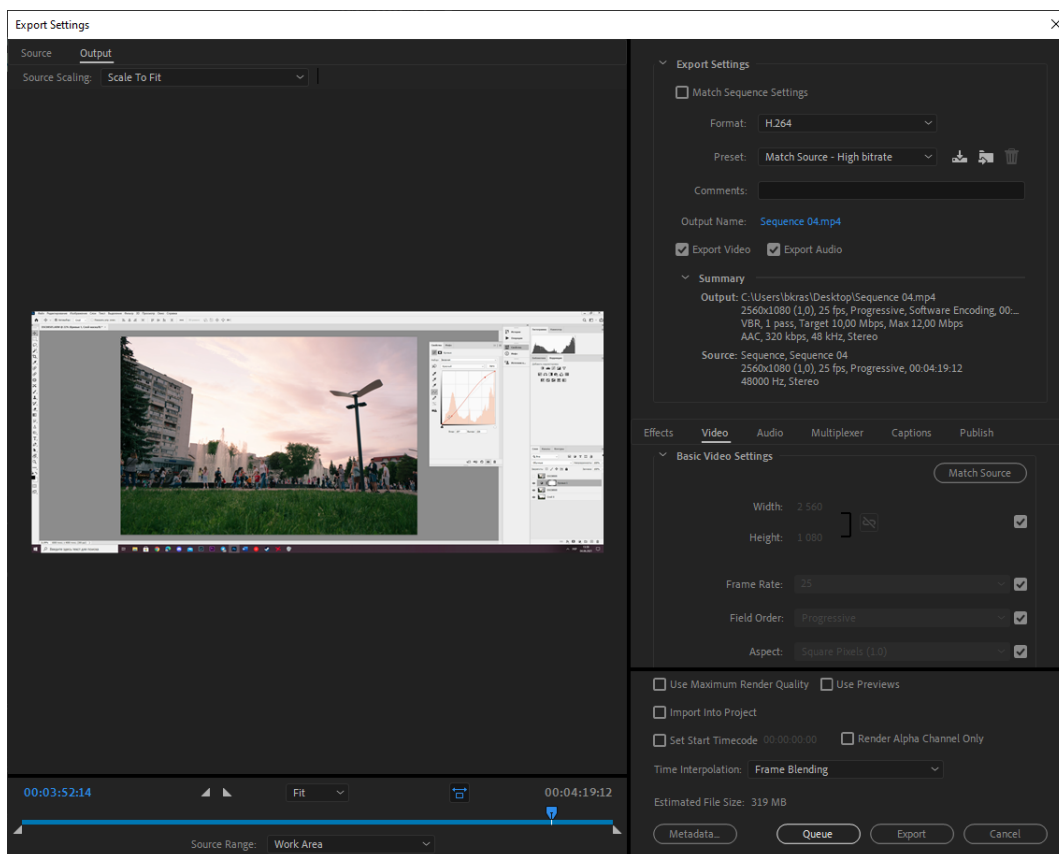 Export Settings
Source Output
Source Scaling: Scale To Fit
Export Settings
Match Sequence Settings
Format: H.264
Preset: Match Source - High bitrate
Comments:
Output Name: Sequence 04.mp4
Export Video Export Audio
Summary
Output: C:\Users\bkras\Desktop\Sequence 04.mp4
2560x1080 (1,0), 25 fps, Progressive, Software Encoding, 00:...
VBR, 1 pass, Target 10,00 Mbps, Max 12,00 Mbps
AAC, 320 kbps, 48 kHz, Stereo
Source: Sequence, Sequence 04
2560x1080 (1,0), 25 fps, Progressive, 00:04:19:12
48000 Hz, Stereo
Effects Video Audio Multiplexer Captions Publish
Basic Video Settings
Match Source
Width: 2 560
Height: 1 080
Frame Rate: 25
Field Order: Progressive
Aspect: Square Pixels (1.0)
Use Maximum Render Quality Use Previews
Import Into Project
Set Start Timecode 00:00:00:00 Render Alpha Channel Only
Time Interpolation: Frame Blending
Estimated File Size: 319 MB
Metadata... Queue Export Cancel
00:03:52:14 Fit 00:04:19:12
Source Range: Work Area